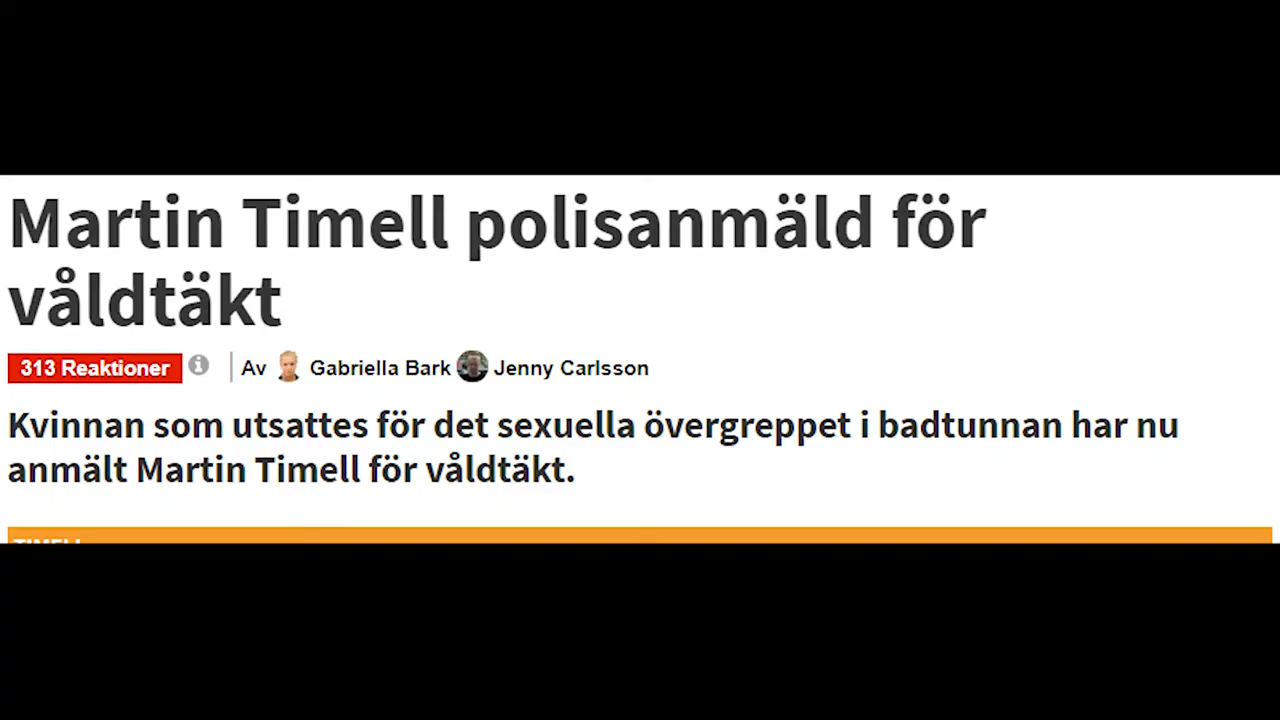 Martin Timell polisanmäld för
våldtäkt
313 Reaktioner Av Gabriella Bark Jenny Carlsson
Kvinnan som utsattes för det sexuella övergreppet i badtunnan har nu
anmält Martin Timell för våldtäkt.
TIMELL